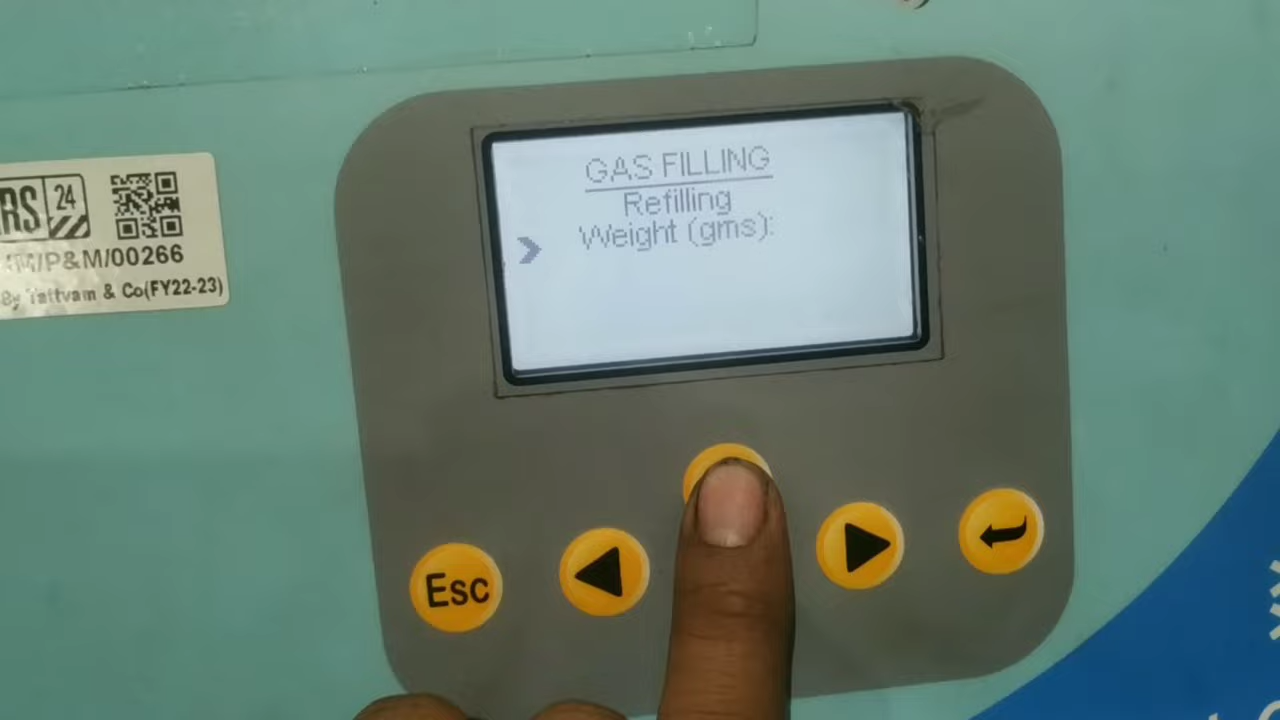 GAS FILLING
Refilling
Weight (gms):
RS 24
/P&M/00266
By Tattvam & Co(FY22-23)
Esc